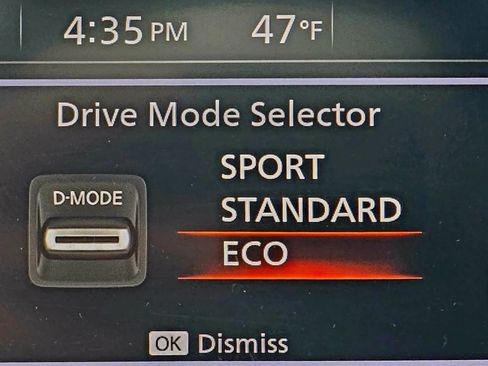 4:35 PM 47°F
Drive Mode Selector
SPORT
D-MODE
STANDARD
ECO
OK Dismiss